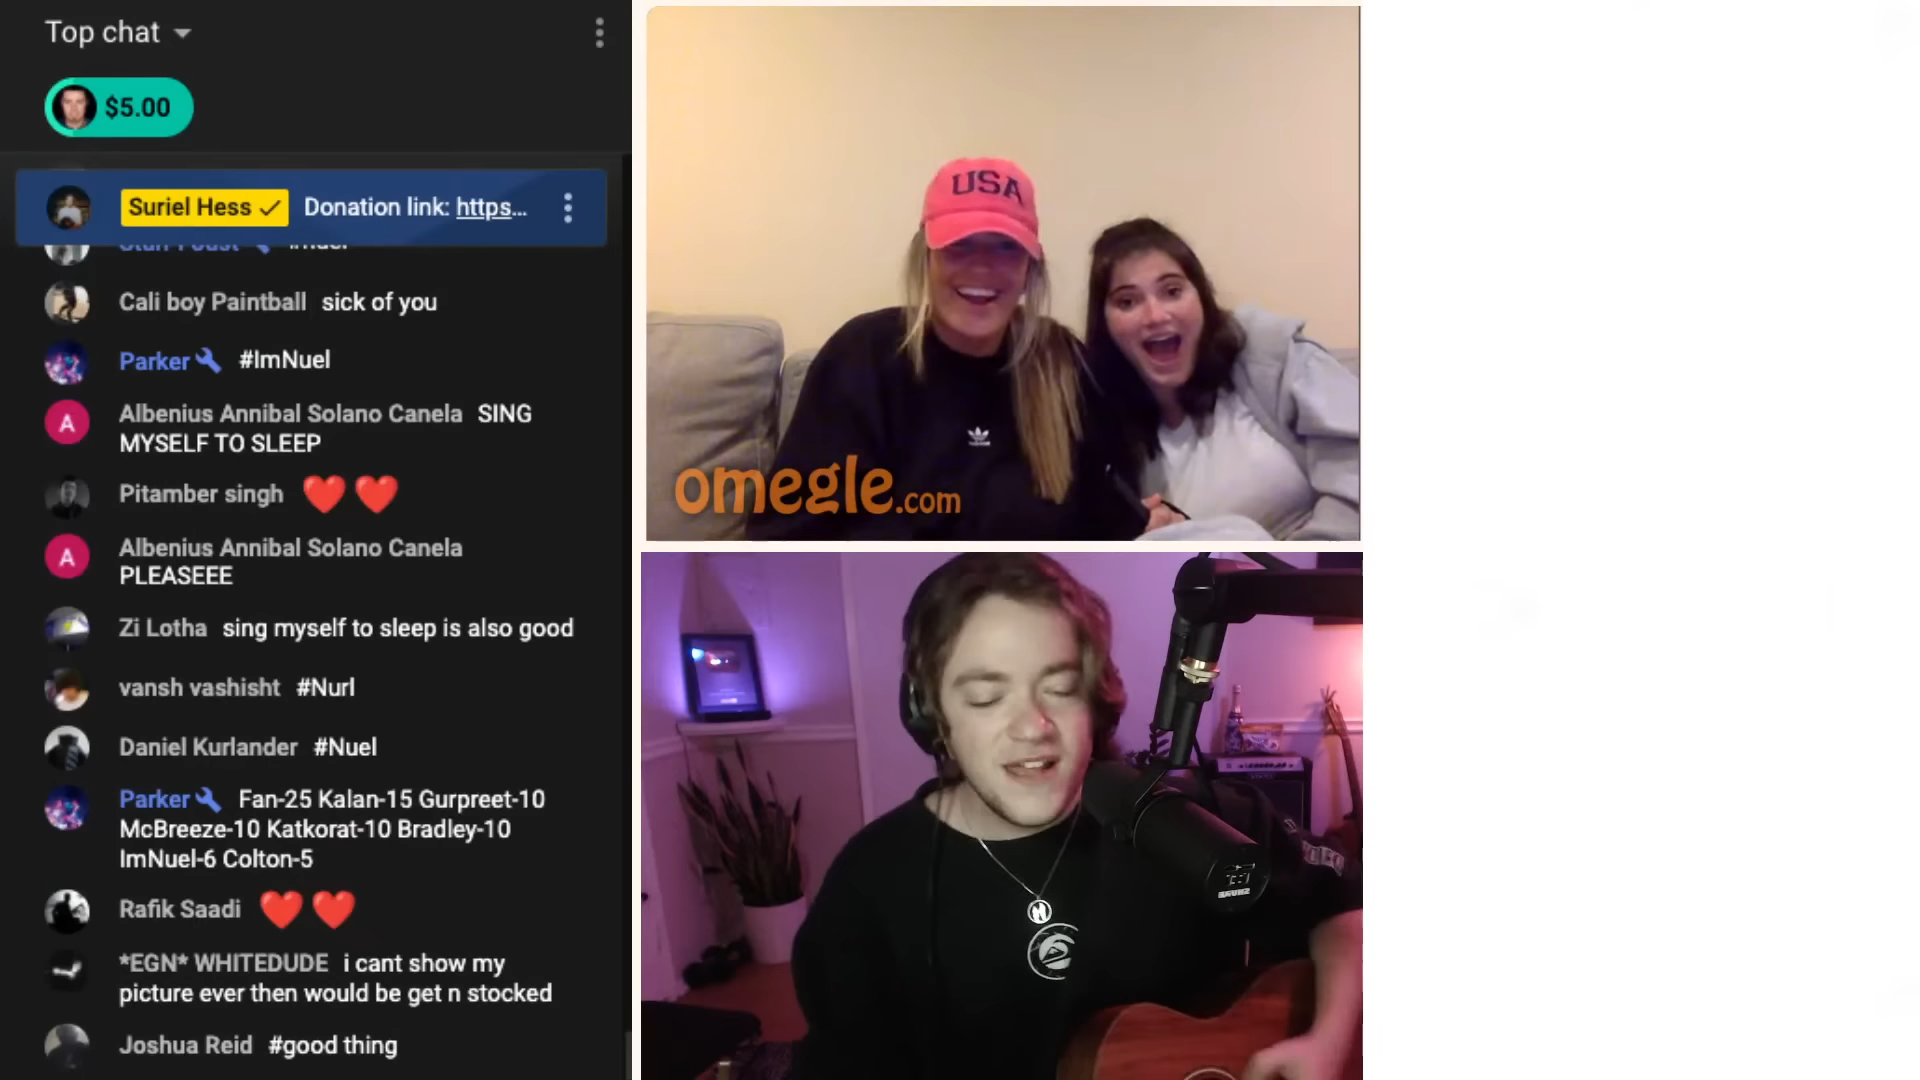 Top chat
$5.00
Suriel Hess Donation link: https...
Cali boy Paintball sick of you
Parker #ImNuel
A Albenius Annibal Solano Canela SING
MYSELF TO SLEEP
Pitamber singh
A Albenius Annibal Solano Canela
PLEASEEE
Zi Lotha sing myself to sleep is also good
vansh vashisht #Nurl
Daniel Kurlander #Nuel
Parker Fan-25 Kalan-15 Gurpreet-10
McBreeze-10 Katkorat-10 Bradley-10
ImNuel-6 Colton-5
Rafik Saadi
*EGN* WHITEDUDE i cant show my
picture ever then would be get n stocked
Joshua Reid #good thing
USA
omegle.com